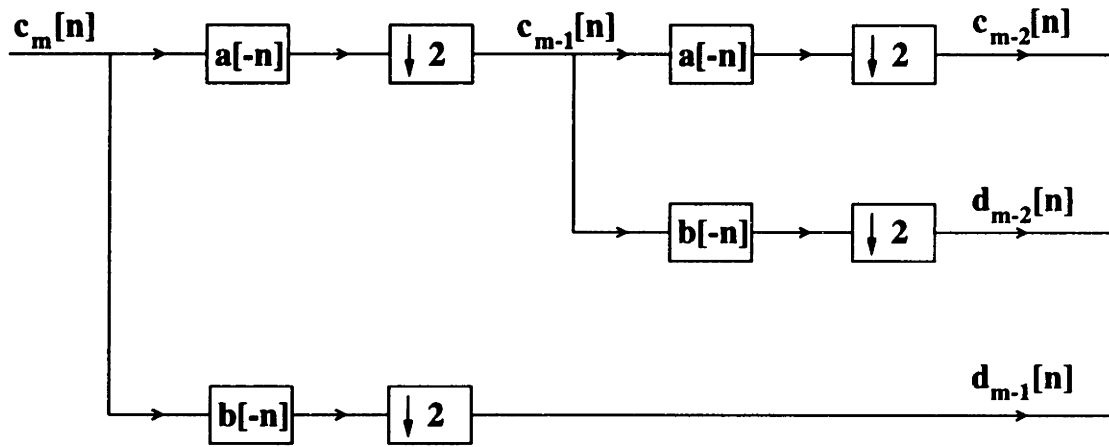 c_m[n] a[-n] ↓ 2 c_{m-1}[n] a[-n] ↓ 2 c_{m-2}[n]
b[-n] ↓ 2 d_{m-2}[n]
b[-n] ↓ 2 d_{m-1}[n]